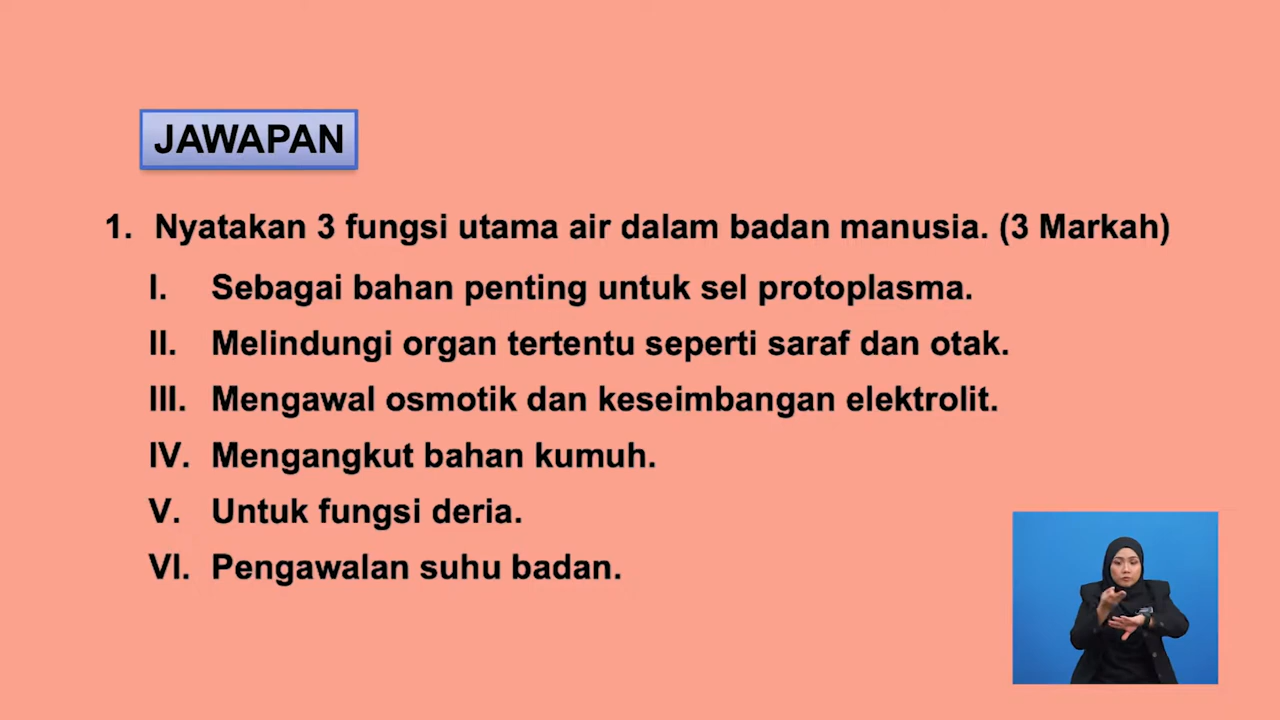 JAWAPAN
1. Nyatakan 3 fungsi utama air dalam badan manusia. (3 Markah)
I. Sebagai bahan penting untuk sel protoplasma.
II. Melindungi organ tertentu seperti saraf dan otak.
III. Mengawal osmotik dan keseimbangan elektrolit.
IV. Mengangkut bahan kumuh.
V. Untuk fungsi deria.
VI. Pengawalan suhu badan.